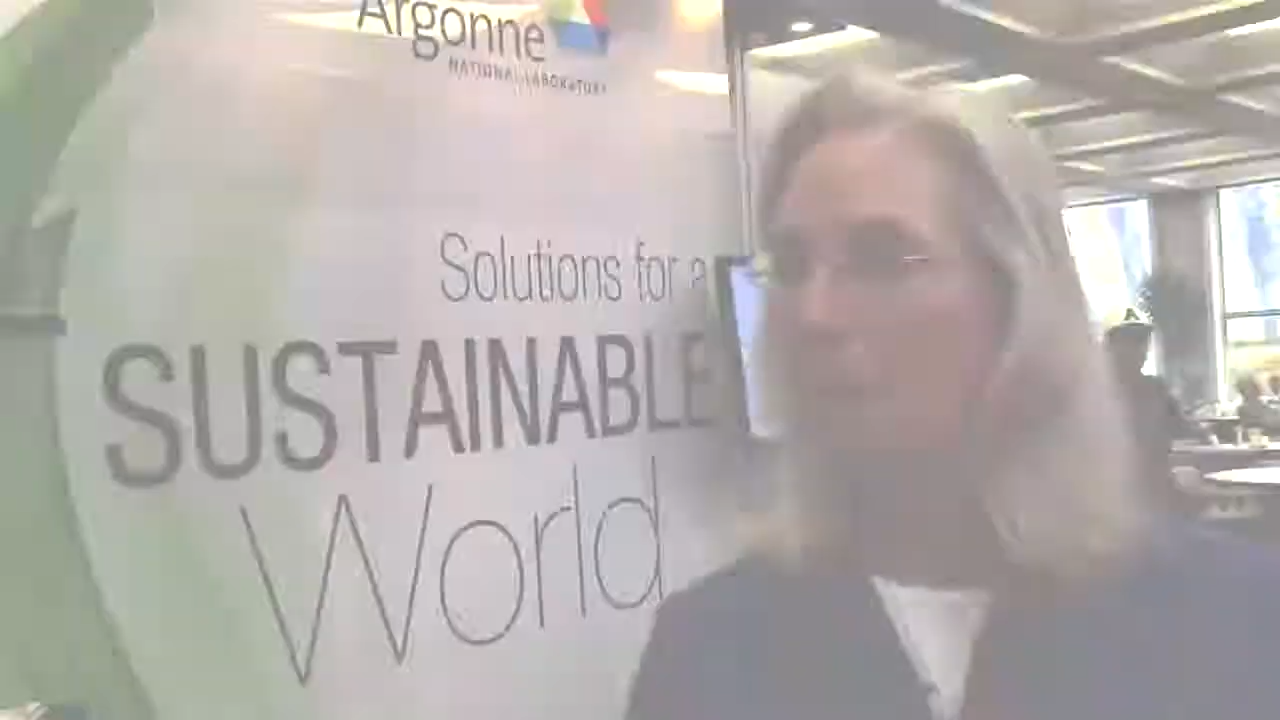 Argonne
NATIONAL LABORATORY
Solutions for a
SUSTAINABLE
World